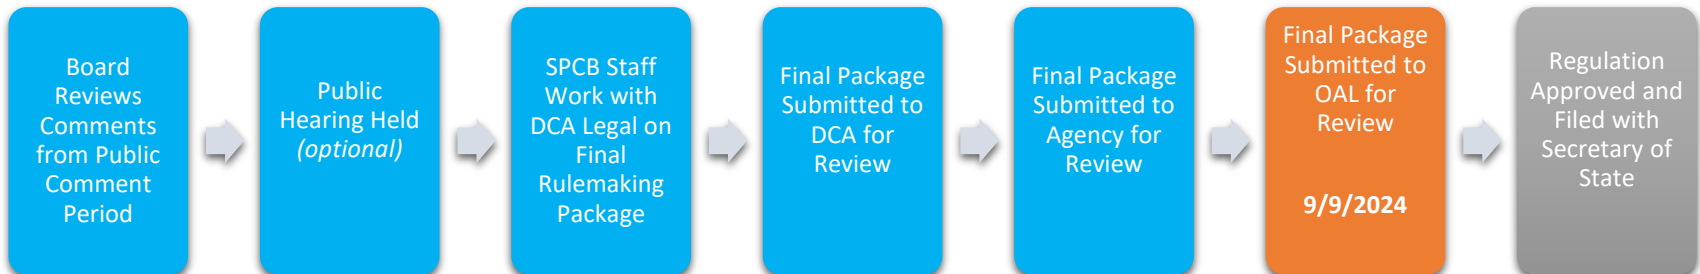 Board
Reviews
Comments
from Public
Comment
Period
Public
Hearing Held
(optional)
SPCB Staff
Work with
DCA Legal on
Final
Rulemaking
Package
Final Package
Submitted to
DCA for
Review
Final Package
Submitted to
Agency for
Review
Final Package
Submitted to
OAL for
Review
9/9/2024
Regulation
Approved and
Filed with
Secretary of
State